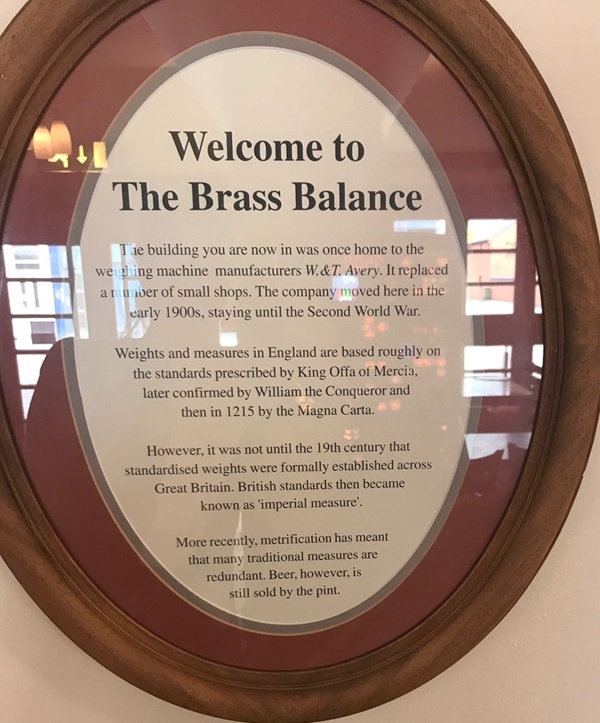 Welcome to
The Brass Balance
The building you are now in was once home to the
weighing machine manufacturers W.&T. Avery. It replaced
a number of small shops. The company moved here in the
early 1900s, staying until the Second World War.
Weights and measures in England are based roughly on
the standards prescribed by King Offa of Mercia,
later confirmed by William the Conqueror and
then in 1215 by the Magna Carta.
However, it was not until the 19th century that
standardised weights were formally established across
Great Britain. British standards then became
known as 'imperial measure'.
More recently, metrification has meant
that many traditional measures are
redundant. Beer, however, is
still sold by the pint.